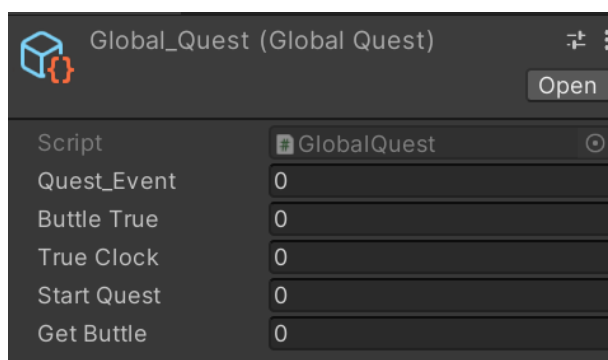 Global_Quest (Global Quest)
Open
Script GlobalQuest
Quest_Event 0
Buttle True 0
True Clock 0
Start Quest 0
Get Buttle 0